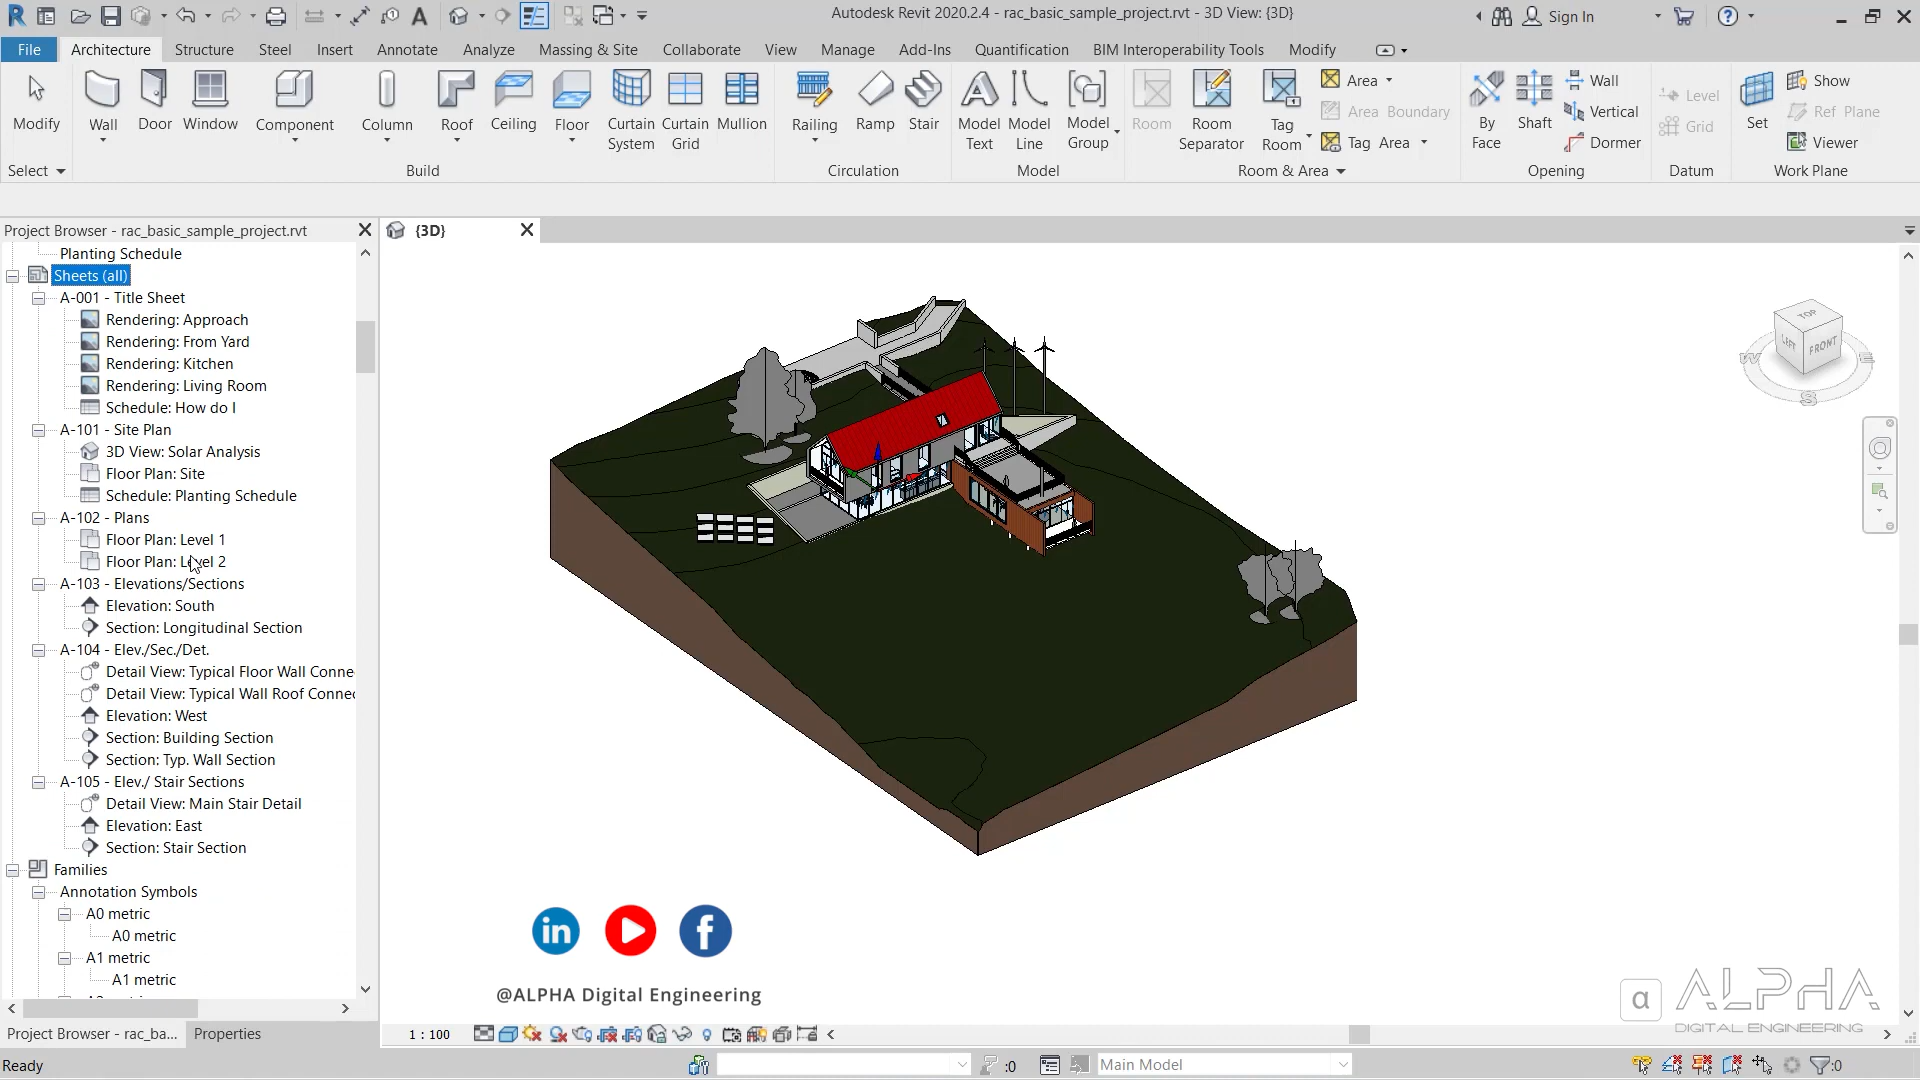 Autodesk Revit 2020.2.4 - rac_basic_sample_project.rvt - 3D View: {3D}
Sign In
File
Architecture
Structure
Steel
Insert
Annotate
Analyze
Massing & Site
Collaborate
View
Manage
Add-Ins
Quantification
BIM Interoperability Tools
Modify
Modify
Wall
Door
Window
Component
Column
Roof
Ceiling
Floor
Curtain System
Curtain Grid
Mullion
Railing
Ramp
Stair
Model Text
Model Line
Model Group
Room
Room Separator
Tag Room
Area
Area Boundary
Tag Area
By Face
Shaft
Wall
Vertical
Dormer
Level
Grid
Set
Show
Ref Plane
Viewer
Select
Build
Circulation
Model
Room & Area
Opening
Datum
Work Plane
Project Browser - rac_basic_sample_project.rvt
{3D}
Planting Schedule
Sheets (all)
A-001 - Title Sheet
Rendering: Approach
Rendering: From Yard
Rendering: Kitchen
Rendering: Living Room
Schedule: How do I
A-101 - Site Plan
3D View: Solar Analysis
Floor Plan: Site
Schedule: Planting Schedule
A-102 - Plans
Floor Plan: Level 1
Floor Plan: Level 2
A-103 - Elevations/Sections
Elevation: South
Section: Longitudinal Section
A-104 - Elev./Sec./Det.
Detail View: Typical Floor Wall Conne
Detail View: Typical Wall Roof Connec
Elevation: West
Section: Building Section
Section: Typ. Wall Section
A-105 - Elev./ Stair Sections
Detail View: Main Stair Detail
Elevation: East
Section: Stair Section
Families
Annotation Symbols
A0 metric
A0 metric
A1 metric
A1 metric
TOP
LEFT
FRONT
W
E
S
in
f
@ALPHA Digital Engineering
α
ALPHA
DIGITAL ENGINEERING
Project Browser - rac_ba...
Properties
1 : 100
Ready
:0
Main Model
:0